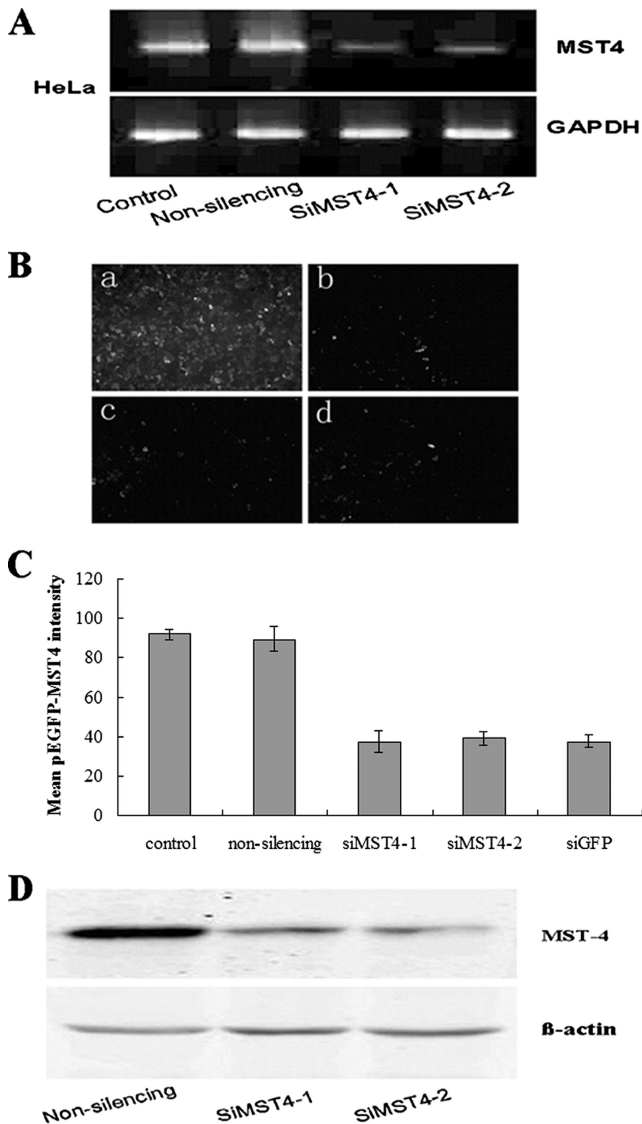 A
MST4
HeLa
GAPDH
Control
Non-silencing
SiMST4-1
SiMST4-2
B
a
b
c
d
C
Mean pEGFP-MST4 intensity
120
100
80
60
40
20
0
control
non-silencing
siMST4-1
siMST4-2
siGFP
D
MST-4
ß-actin
Non-silencing
SiMST4-1
SiMST4-2